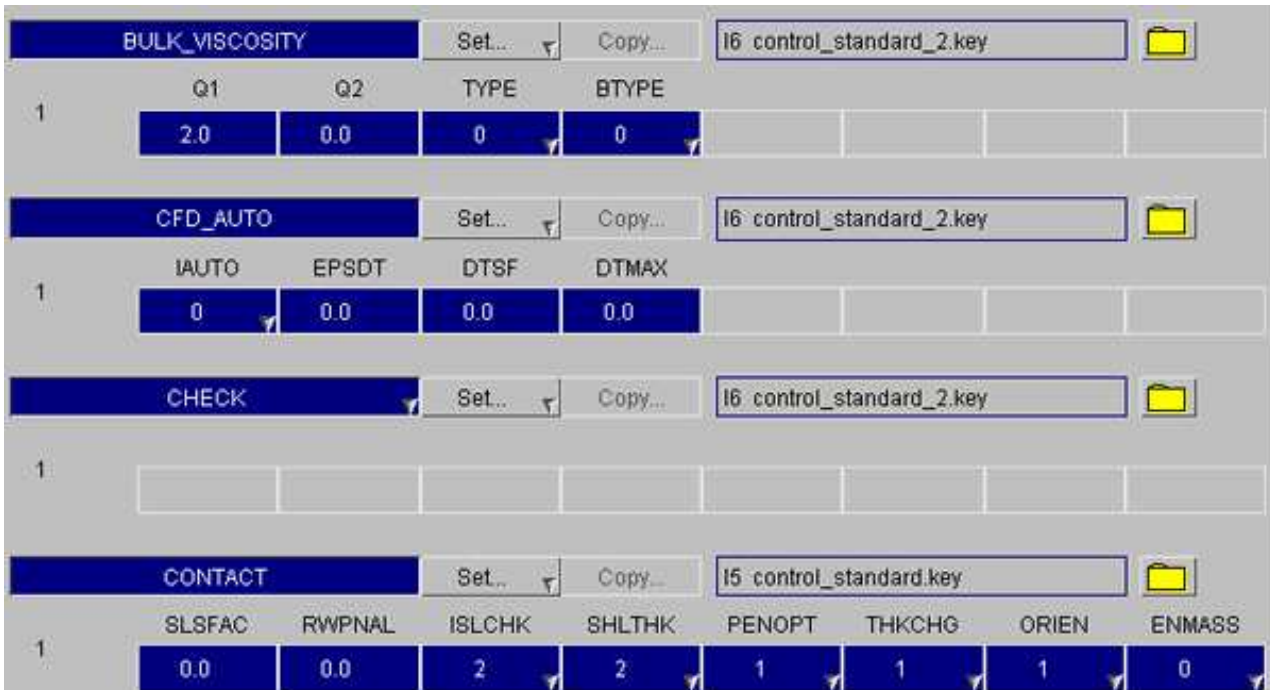 BULK_VISCOSITY Set... Copy... I6 control_standard_2.key
Q1 Q2 TYPE BTYPE
1
2.0 0.0 0 0
CFD_AUTO Set... Copy... I6 control_standard_2.key
IAUTO EPSDT DTSF DTMAX
1
0 0.0 0.0 0.0
CHECK Set... Copy... I6 control_standard_2.key
1
CONTACT Set... Copy... I5 control_standard.key
SLSFAC RWPNAL ISLCHK SHLTHK PENOPT THKCHG ORIEN ENMASS
1
0.0 0.0 2 2 1 1 1 0